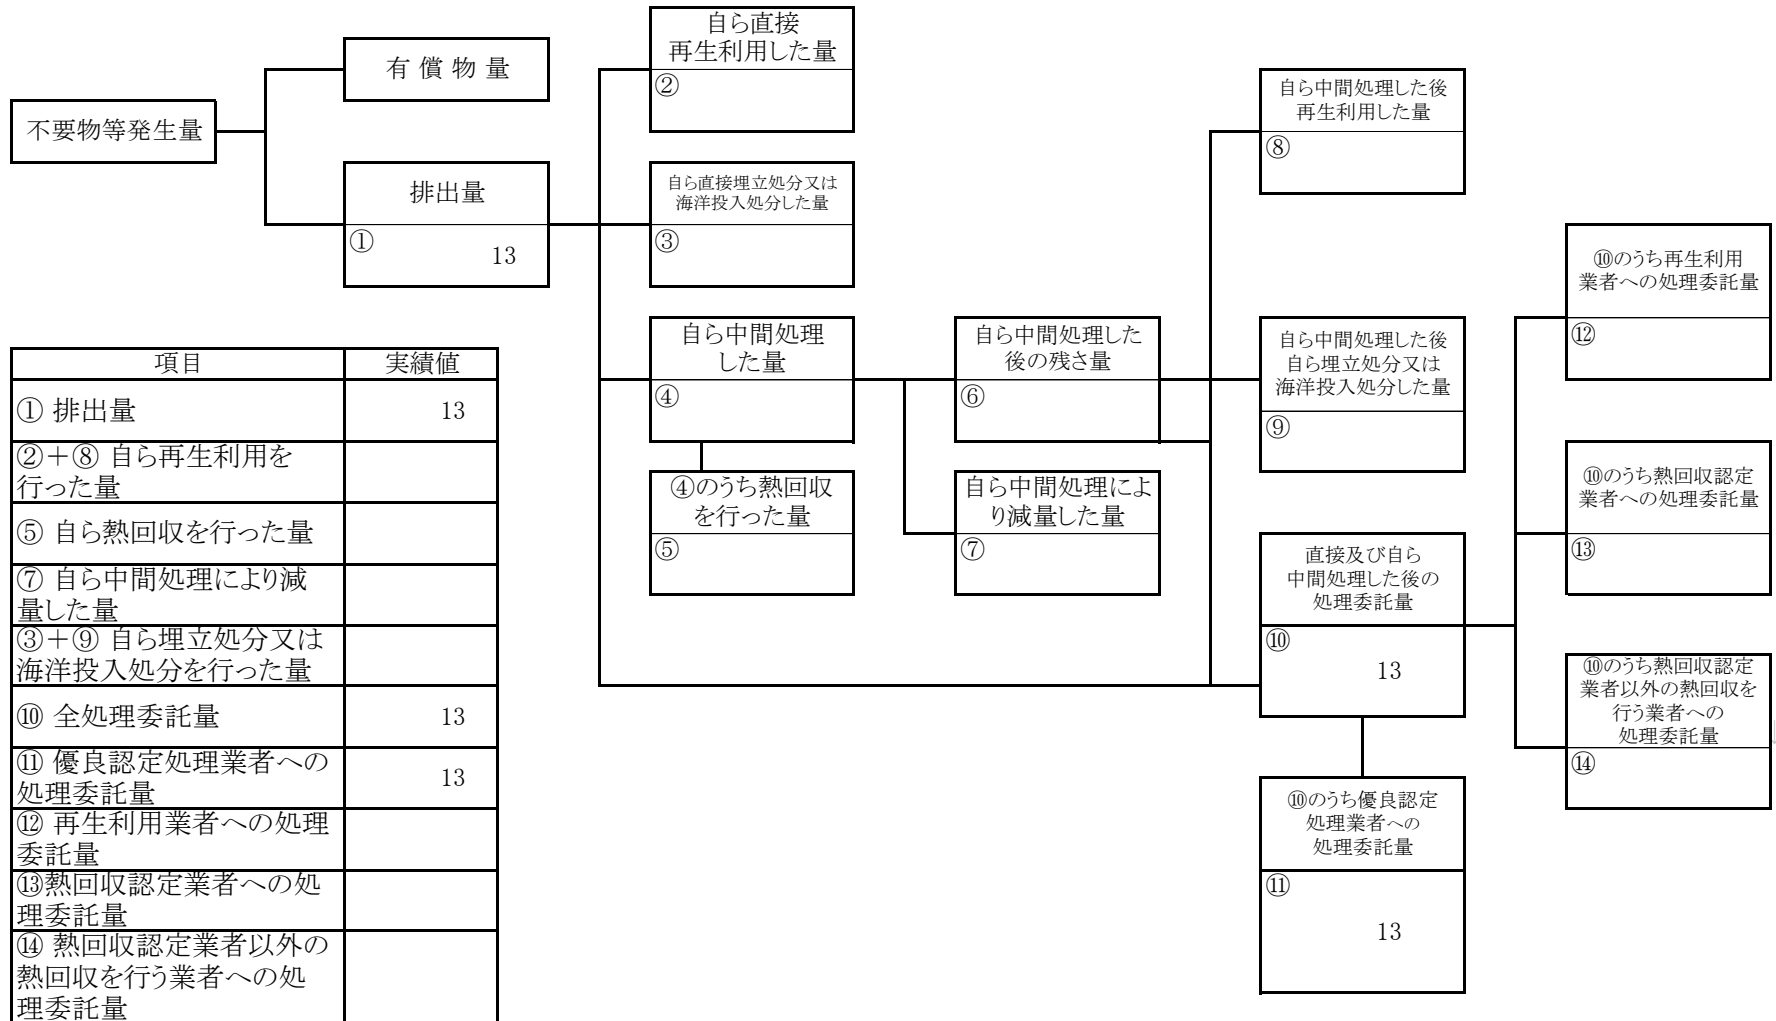 不要物等発生量
有償物量
排出量
①
13
自ら直接
再生利用した量
②
自ら直接埋立処分又は
海洋投入処分した量
③
自ら中間処理
した量
④
④のうち熱回収
を行った量
⑤
自ら中間処理した
後の残さ量
⑥
自ら中間処理によ
り減量した量
⑦
自ら中間処理した後
再生利用した量
⑧
自ら中間処理した後
自ら埋立処分又は
海洋投入処分した量
⑨
直接及び自ら
中間処理した後の
処理委託量
⑩
13
⑩のうち優良認定
処理業者への
処理委託量
⑪
13
⑩のうち再生利用
業者への処理委託量
⑫
⑩のうち熱回収認定
業者への処理委託量
⑬
⑩のうち熱回収認定
業者以外の熱回収を
行う業者への
処理委託量
⑭
項目 実績値
① 排出量 13
②＋⑧ 自ら再生利用を
行った量
⑤ 自ら熱回収を行った量
⑦ 自ら中間処理により減
量した量
③＋⑨ 自ら埋立処分又は
海洋投入処分を行った量
⑩ 全処理委託量 13
⑪ 優良認定処理業者への
処理委託量 13
⑫ 再生利用業者への処理
委託量
⑬熱回収認定業者への処
理委託量
⑭ 熱回収認定業者以外の
熱回収を行う業者への処
理委託量